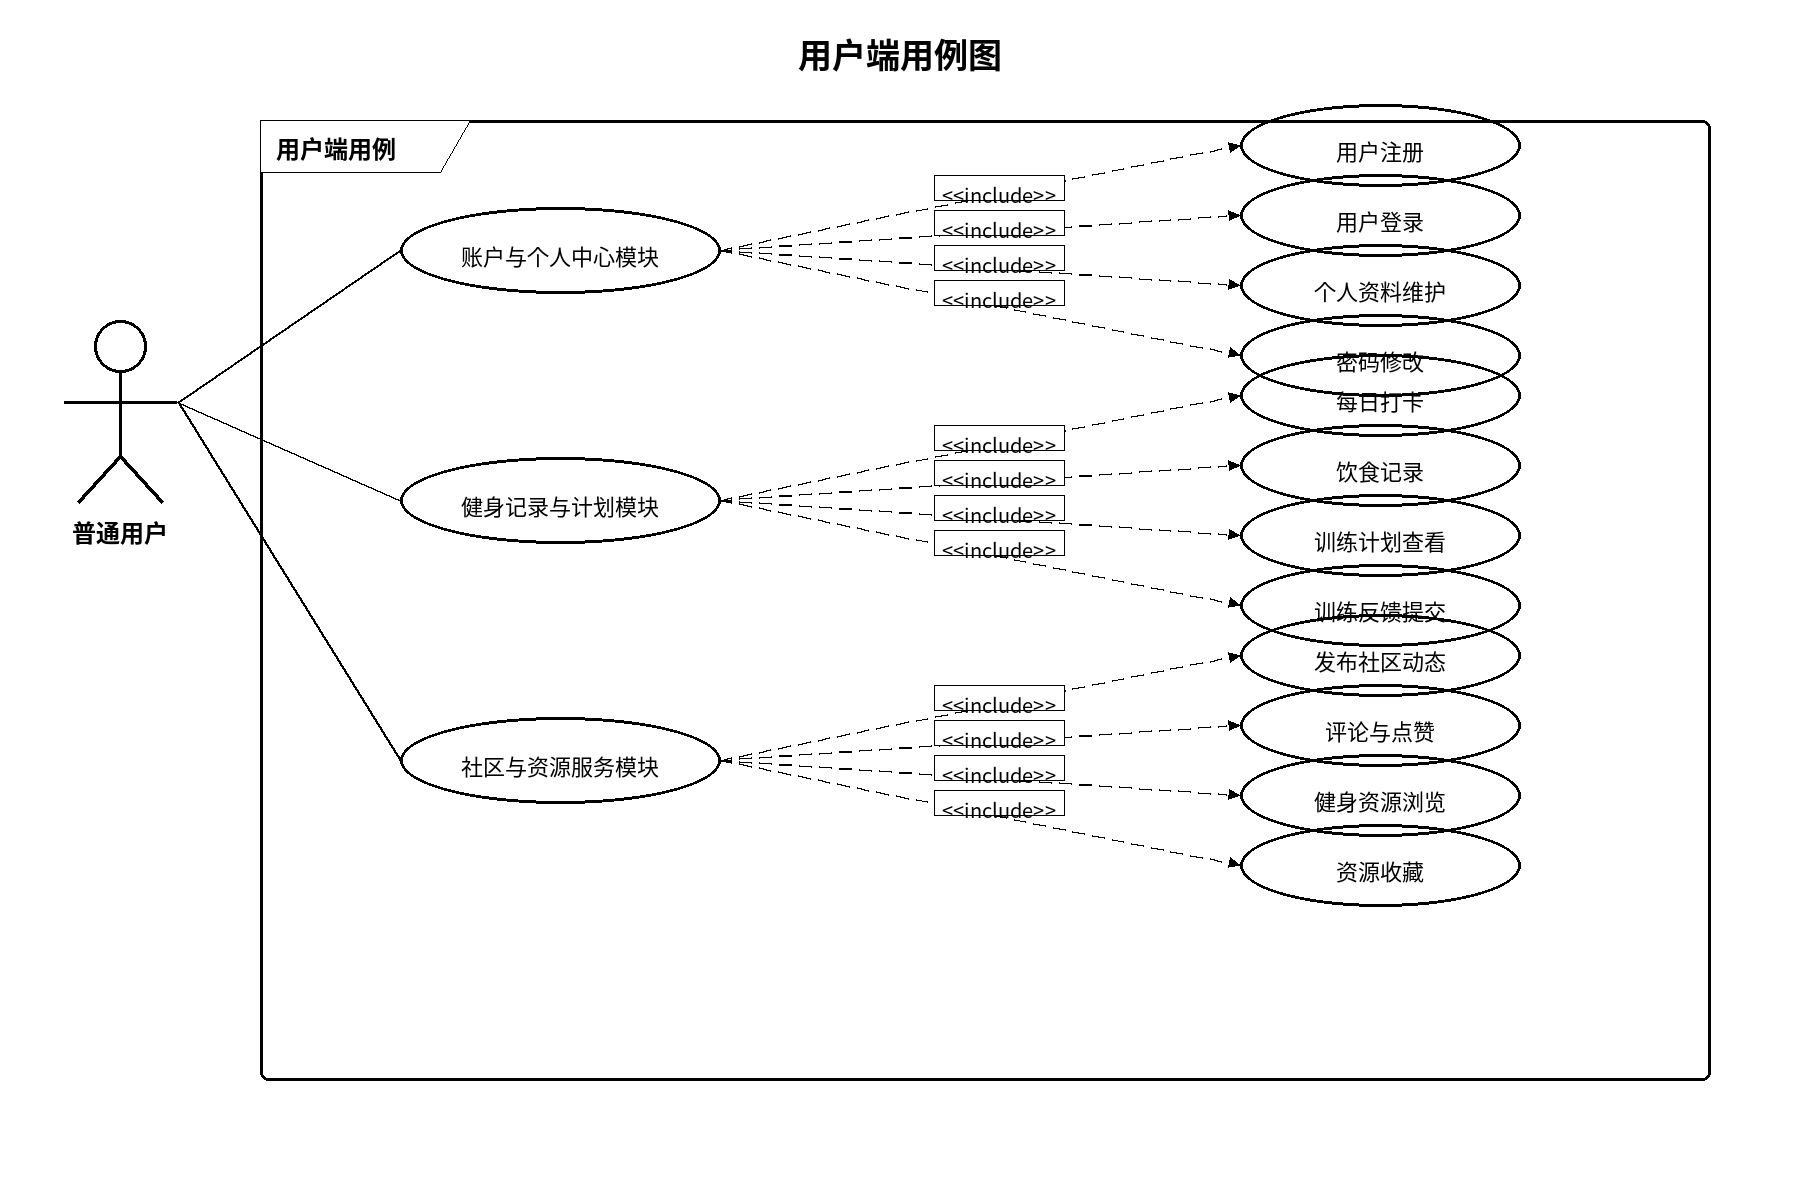 用户端用例图
用户端用例
普通用户
账户与个人中心模块
<<include>>
<<include>>
<<include>>
<<include>>
用户注册
用户登录
个人资料维护
密码修改
健身记录与计划模块
<<include>>
<<include>>
<<include>>
<<include>>
每日打卡
饮食记录
训练计划查看
训练反馈提交
社区与资源服务模块
<<include>>
<<include>>
<<include>>
<<include>>
发布社区动态
评论与点赞
健身资源浏览
资源收藏